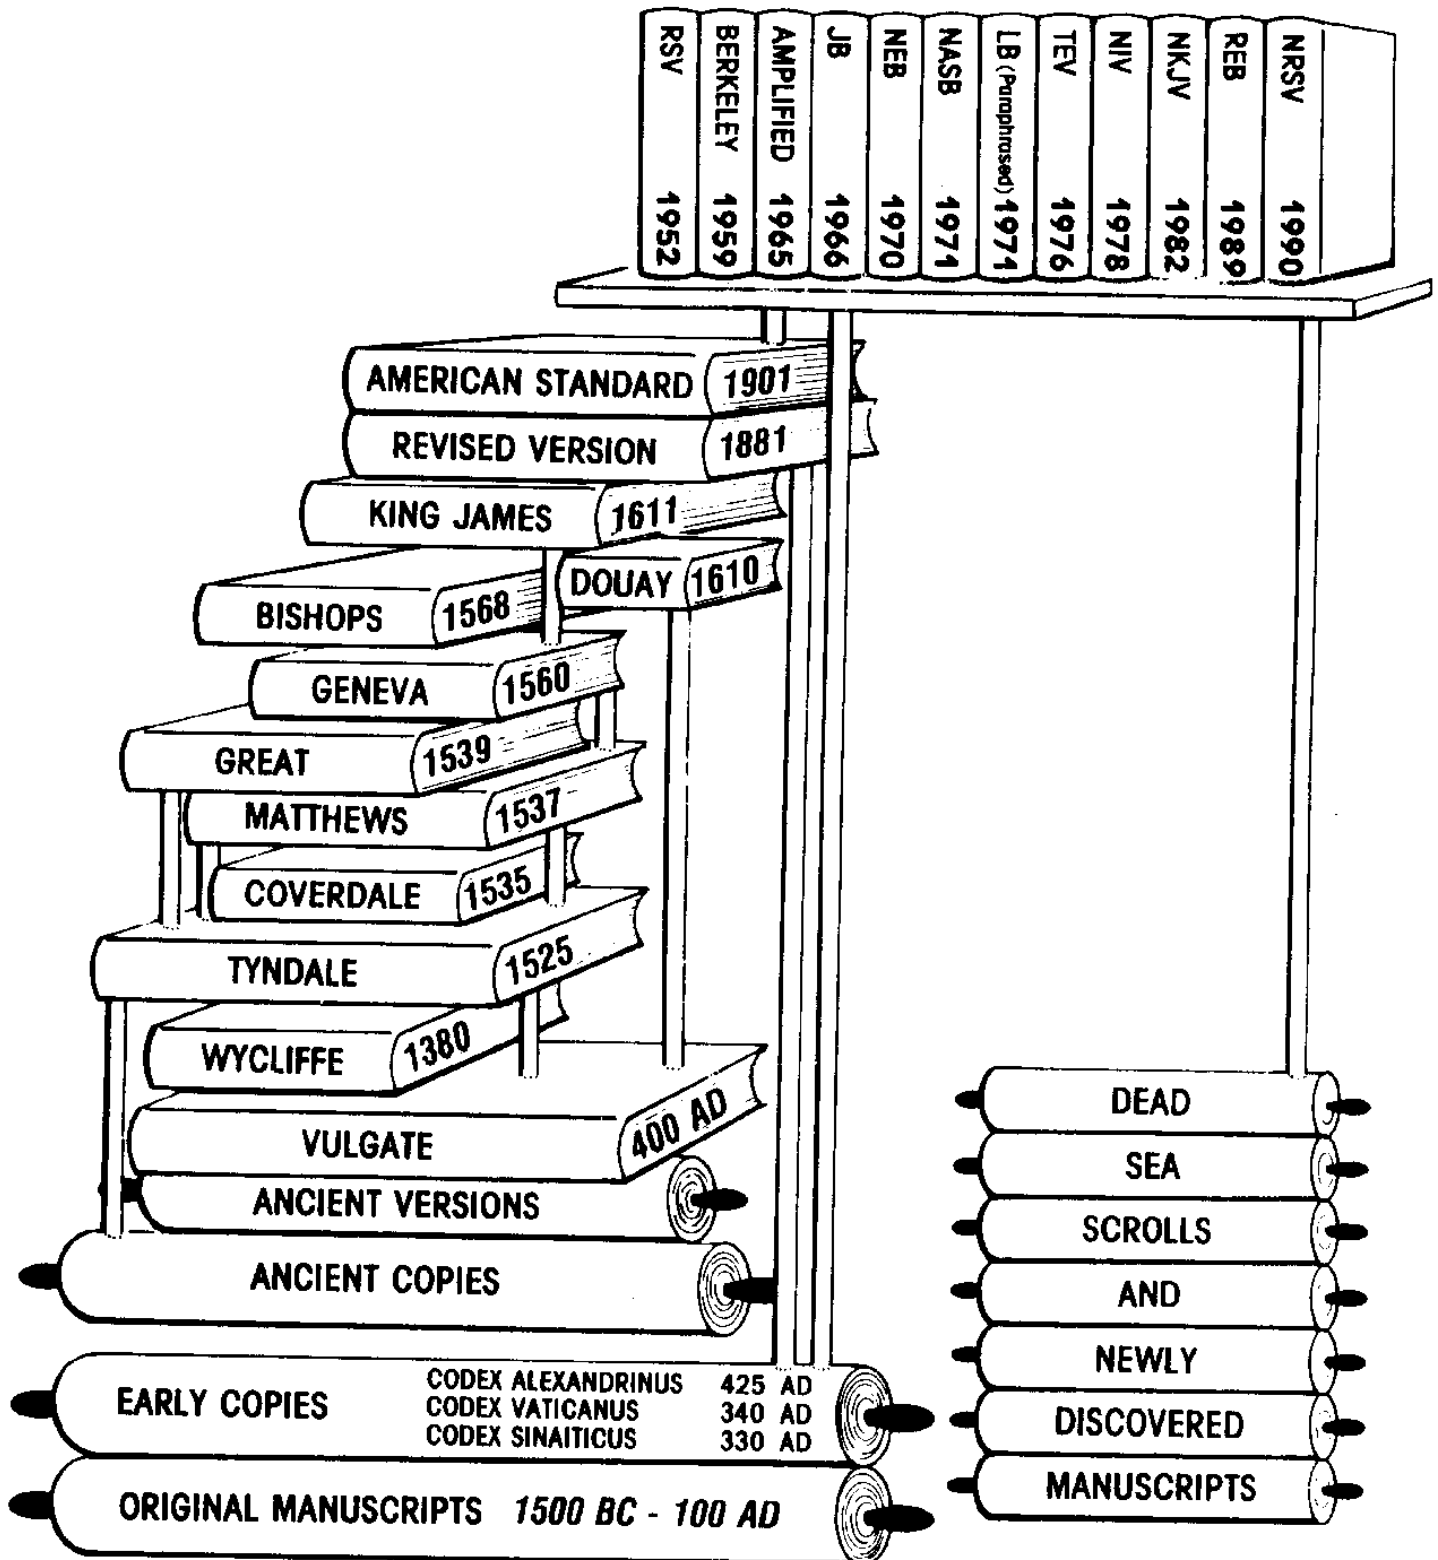 RSV 1952
BERKELEY 1959
AMPLIFIED 1965
JB 1966
NEB 1970
NASB 1971
LB (Paraphrased) 1971
TEV 1976
NIV 1978
NKJV 1982
REB 1989
NRSV 1990
AMERICAN STANDARD 1901
REVISED VERSION 1881
KING JAMES 1611
DOUAY 1610
BISHOPS 1568
GENEVA 1560
GREAT 1539
MATTHEWS 1537
COVERDALE 1535
TYNDALE 1525
WYCLIFFE 1380
VULGATE 400 AD
ANCIENT VERSIONS
ANCIENT COPIES
EARLY COPIES
CODEX ALEXANDRINUS 425 AD
CODEX VATICANUS 340 AD
CODEX SINAITICUS 330 AD
ORIGINAL MANUSCRIPTS 1500 BC - 100 AD
DEAD
SEA
SCROLLS
AND
NEWLY
DISCOVERED
MANUSCRIPTS